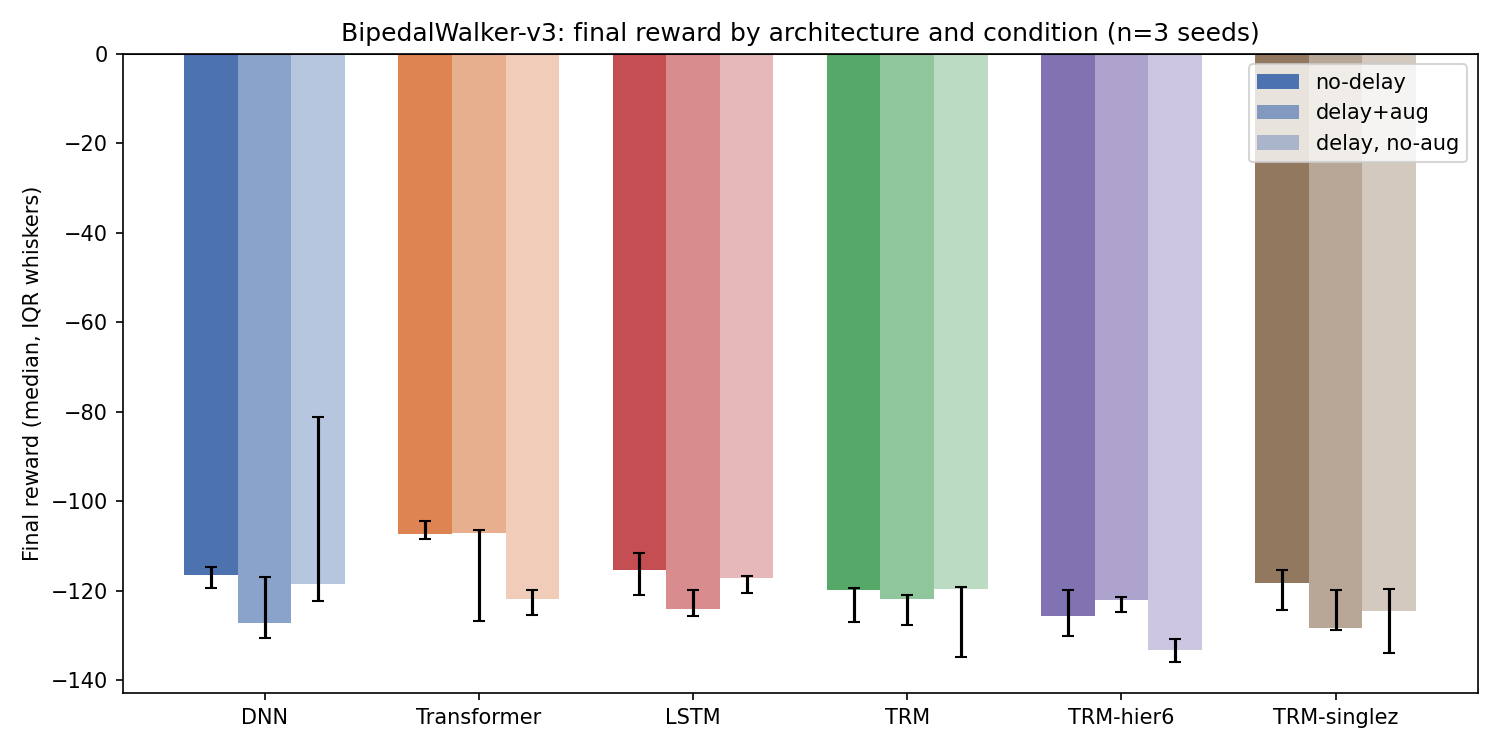 BipedalWalker-v3: final reward by architecture and condition (n=3 seeds)
Final reward (median, IQR whiskers)
0
−20
−40
−60
−80
−100
−120
−140
no-delay
delay+aug
delay, no-aug
DNN
Transformer
LSTM
TRM
TRM-hier6
TRM-singlez